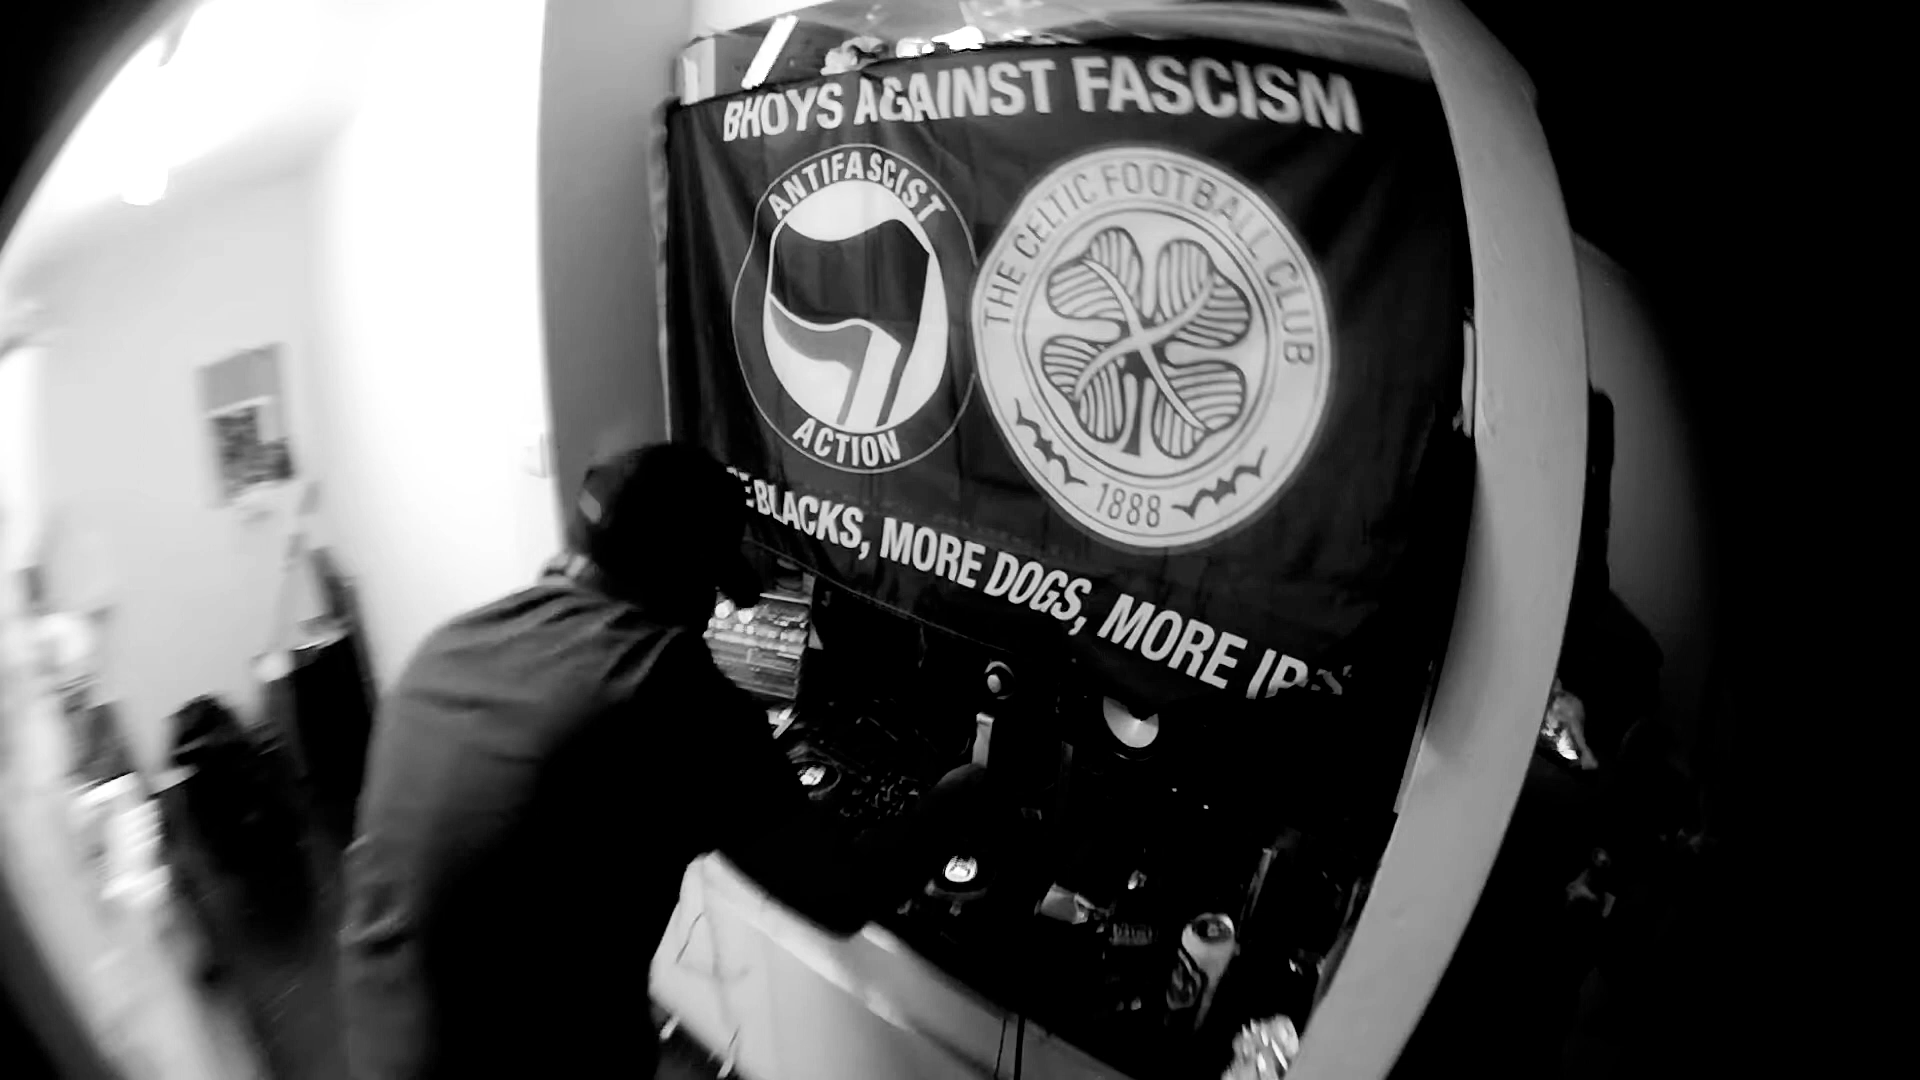 BHOYS AGAINST FASCISM
ANTIFASCIST
ACTION
THE CELTIC FOOTBALL CLUB
1888
BLACKS, MORE DOGS, MORE